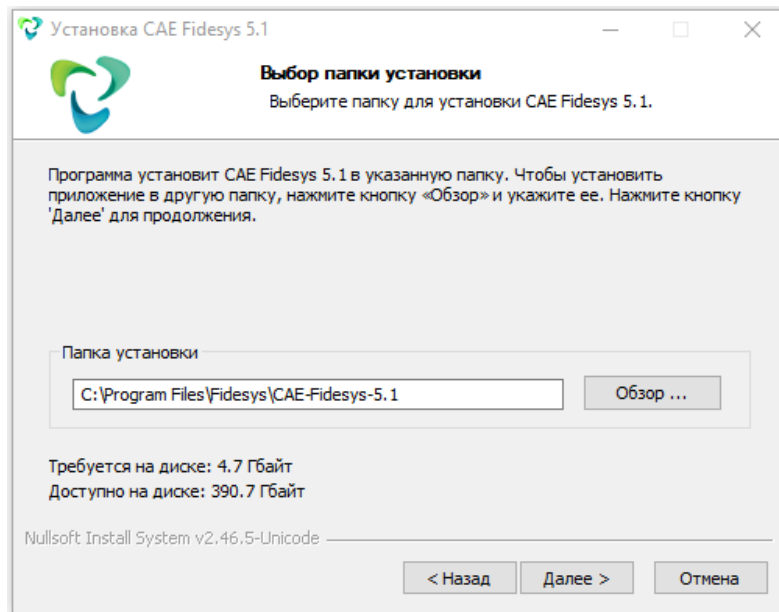 Установка CAE Fidesys 5.1
Выбор папки установки
Выберите папку для установки CAE Fidesys 5.1.
Программа установит CAE Fidesys 5.1 в указанную папку. Чтобы установить
приложение в другую папку, нажмите кнопку «Обзор» и укажите ее. Нажмите кнопку
'Далее' для продолжения.
Папка установки
C:\Program Files\Fidesys\CAE-Fidesys-5.1
Обзор ...
Требуется на диске: 4.7 Гбайт
Доступно на диске: 390.7 Гбайт
Nullsoft Install System v2.46.5-Unicode
< Назад Далее > Отмена